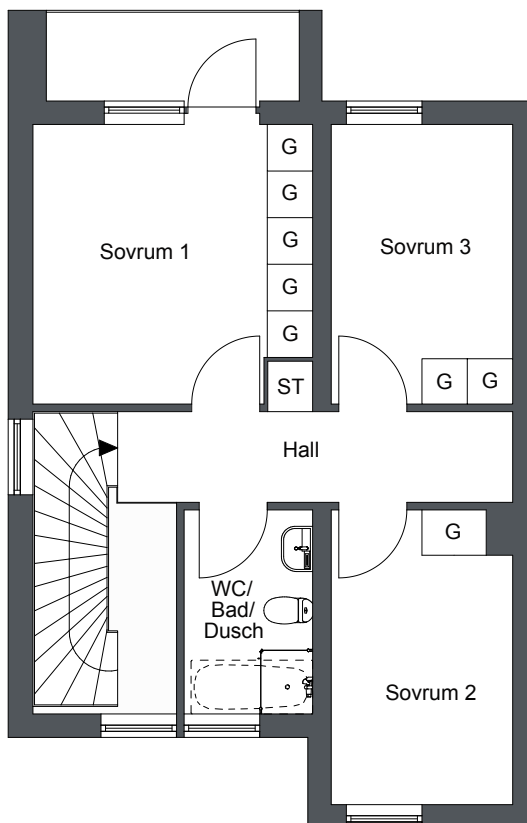 G
G
Sovrum 1
G
Sovrum 3
G
G
ST
G
G
Hall
G
WC/
Bad/
Dusch
Sovrum 2